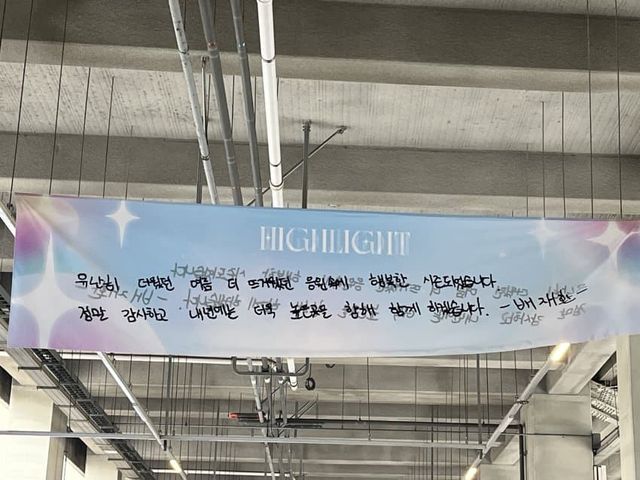 HIGHLIGHT
유난히 더웠던 여름 더 뜨거웠던 응원속에 행복한 시즌이었습니다.
정말 감사하고 내년에는 더욱 높은곳을 향해 함께 하겠습니다. - 배재환 -